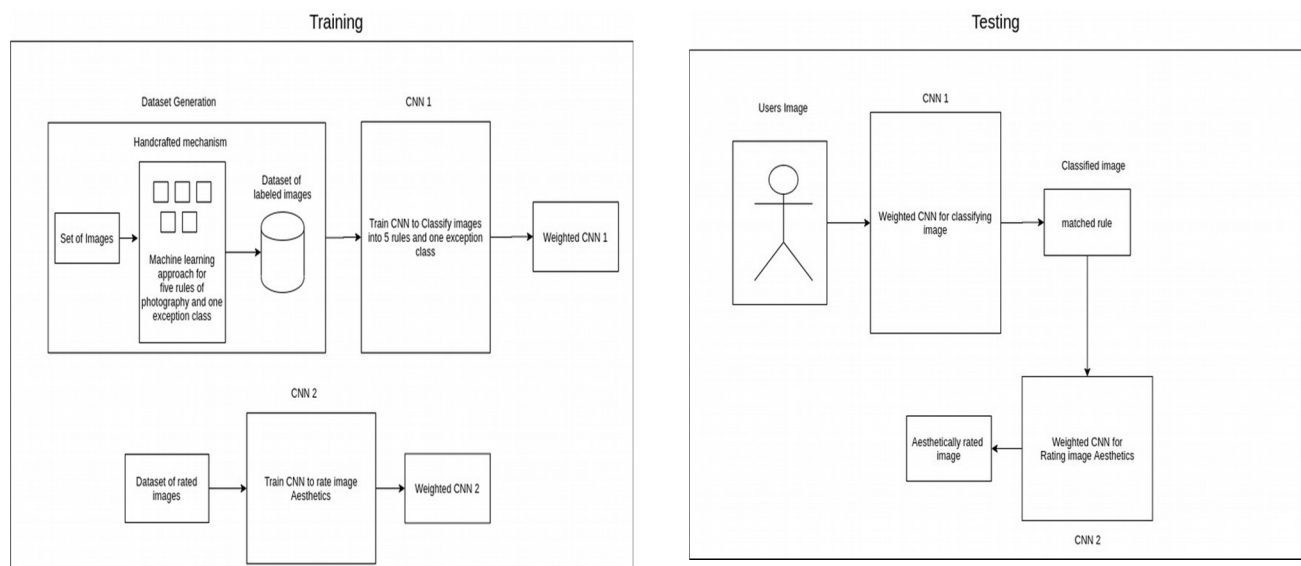 Training
Dataset Generation
CNN 1
Handcrafted mechanism
Dataset of
labeled images
Set of Images
Machine learning
approach for
five rules of
photography and one
exception class
Train CNN to Classify images
into 5 rules and one exception
class
Weighted CNN 1
CNN 2
Dataset of rated
images
Train CNN to rate image
Aesthetics
Weighted CNN 2
Testing
Users Image
CNN 1
Classified image
Weighted CNN for classifying
image
matched rule
Aesthetically rated
image
Weighted CNN for
Rating image Aesthetics
CNN 2